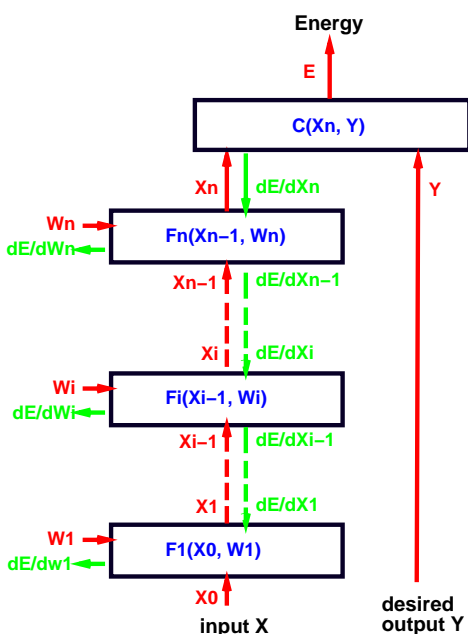 Energy
E
C(Xn, Y)
Xn
dE/dXn
Y
Wn
Fn(Xn−1, Wn)
dE/dWn
Xn−1
dE/dXn−1
Xi
dE/dXi
Wi
Fi(Xi−1, Wi)
dE/dWi
Xi−1
dE/dXi−1
X1
dE/dX1
W1
F1(X0, W1)
dE/dw1
X0
input X
desired
output Y